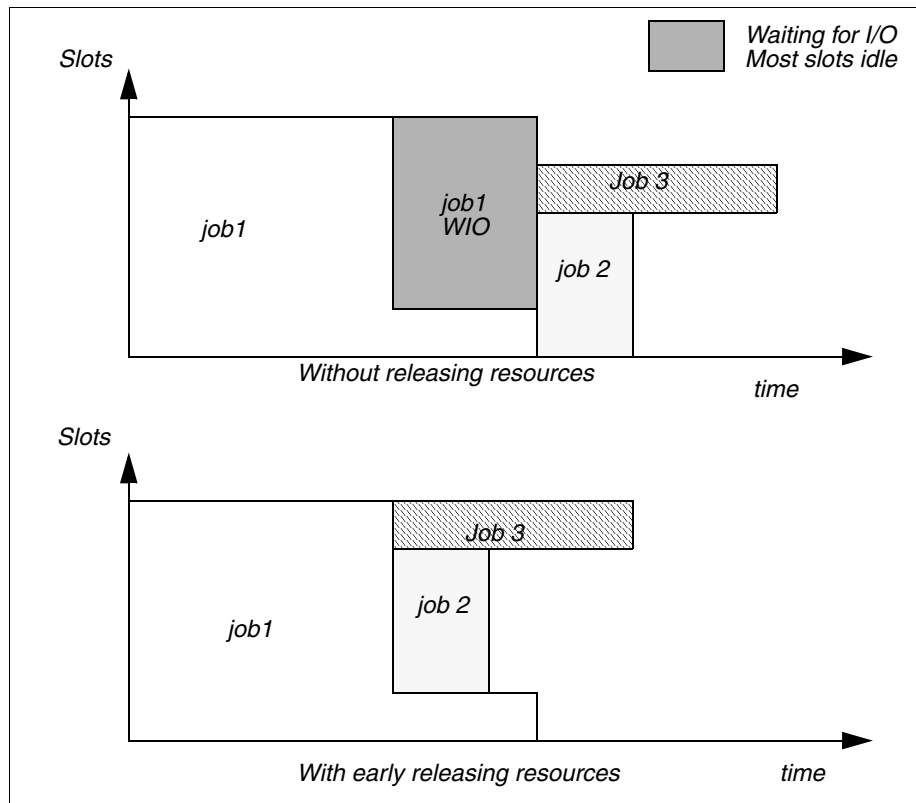 Waiting for I/O
Most slots idle
Slots
job1
job1
WIO
Job 3
job 2
Without releasing resources
time
Slots
Job 3
job 2
job1
With early releasing resources
time